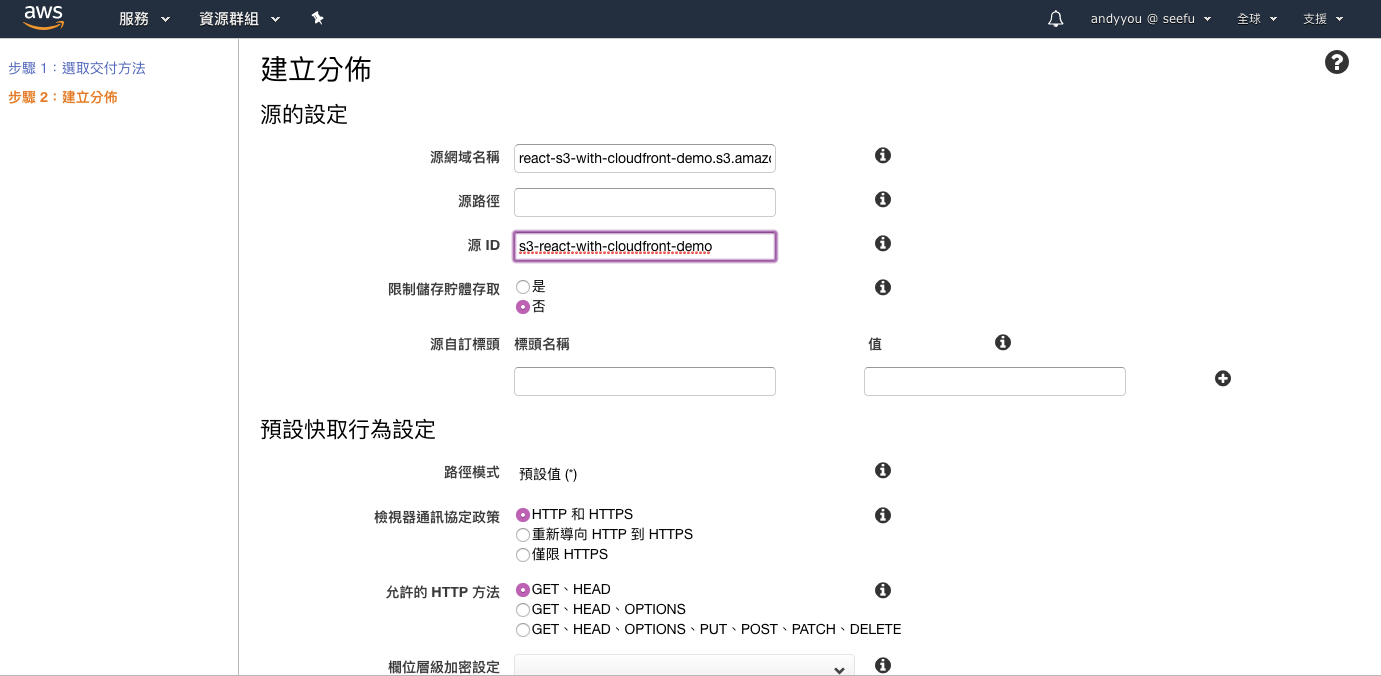 aws 服務 資源群組 andyyou @ seefu 全球 支援
步驟 1：選取交付方法
步驟 2：建立分佈
建立分佈
源的設定
源網域名稱 react-s3-with-cloudfront-demo.s3.amazo
源路徑
源 ID s3-react-with-cloudfront-demo
限制儲存貯體存取 是
否
源自訂標頭 標頭名稱 值
預設快取行為設定
路徑模式 預設值 (*)
檢視器通訊協定政策 HTTP 和 HTTPS
重新導向 HTTP 到 HTTPS
僅限 HTTPS
允許的 HTTP 方法 GET、HEAD
GET、HEAD、OPTIONS
GET、HEAD、OPTIONS、PUT、POST、PATCH、DELETE
欄位層級加密設定